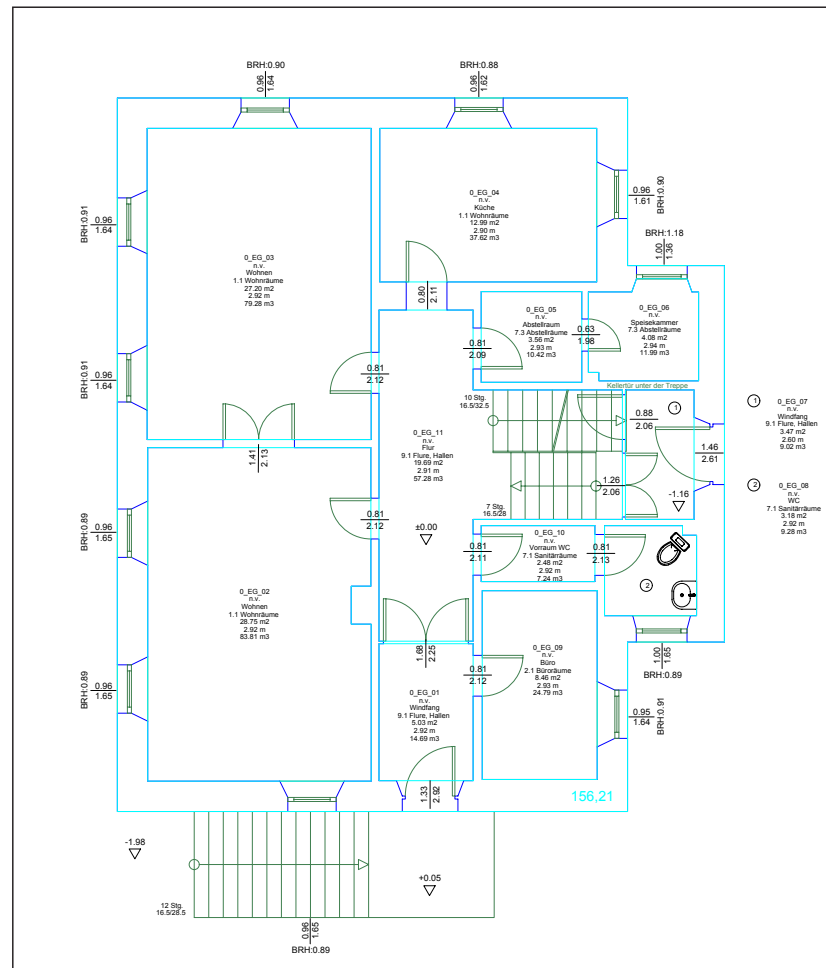 BRH:0.90
0.96
1.64
BRH:0.88
0.96
1.62
BRH:0.91
0.96
1.64
0_EG_03
n.v.
Wohnen
1.1 Wohnräume
27.20 m2
2.92 m
79.28 m3
0_EG_04
n.v.
Küche
1.1 Wohnräume
12.99 m2
2.90 m
37.62 m3
0.96
1.61
BRH:0.90
BRH:1.18
1.00
1.36
0.80
2.11
0_EG_05
n.v.
Abstellraum
7.3 Abstellräume
3.56 m2
2.93 m
10.42 m3
0_EG_06
n.v.
Speisekammer
7.3 Abstellräume
4.08 m2
2.94 m
11.99 m3
0.81
2.09
0.63
1.98
BRH:0.91
0.96
1.64
0.81
2.12
Kellertür unter der Treppe
10 Stg.
16.5/32.5
0.88
2.06
1
1
0_EG_07
n.v.
Windfang
9.1 Flure, Hallen
3.47 m2
2.60 m
9.02 m3
1.41
2.13
0_EG_11
n.v.
Flur
9.1 Flure, Hallen
19.69 m2
2.91 m
57.28 m3
1.46
2.61
1.26
2.06
-1.16
2
0_EG_08
n.v.
WC
7.1 Sanitärräume
3.18 m2
2.92 m
9.28 m3
7 Stg.
16.5/28
BRH:0.89
0.96
1.65
0.81
2.12
±0.00
0.81
2.11
0_EG_10
n.v.
Vorraum WC
7.1 Sanitärräume
2.48 m2
2.92 m
7.24 m3
0.81
2.13
2
0_EG_02
n.v.
Wohnen
1.1 Wohnräume
28.75 m2
2.92 m
83.81 m3
1.68
2.25
0_EG_09
n.v.
Büro
2.1 Büroräume
8.46 m2
2.93 m
24.79 m3
1.00
1.65
BRH:0.89
BRH:0.89
0.96
1.65
0_EG_01
n.v.
Windfang
9.1 Flure, Hallen
5.03 m2
2.92 m
14.69 m3
0.81
2.12
0.95
1.64
BRH:0.91
1.33
2.92
156,21
-1.98
+0.05
12 Stg.
16.5/28.5
0.96
1.65
BRH:0.89